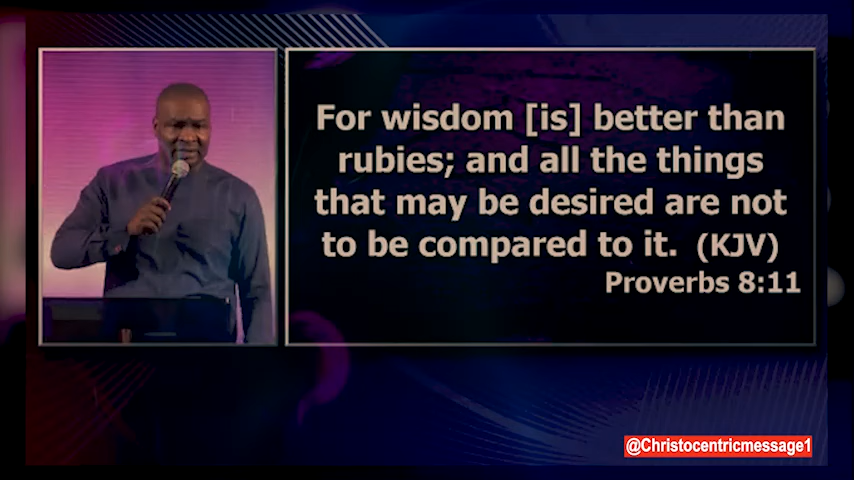 For wisdom [is] better than
rubies; and all the things
that may be desired are not
to be compared to it. (KJV)
Proverbs 8:11
@Christocentricmessage1